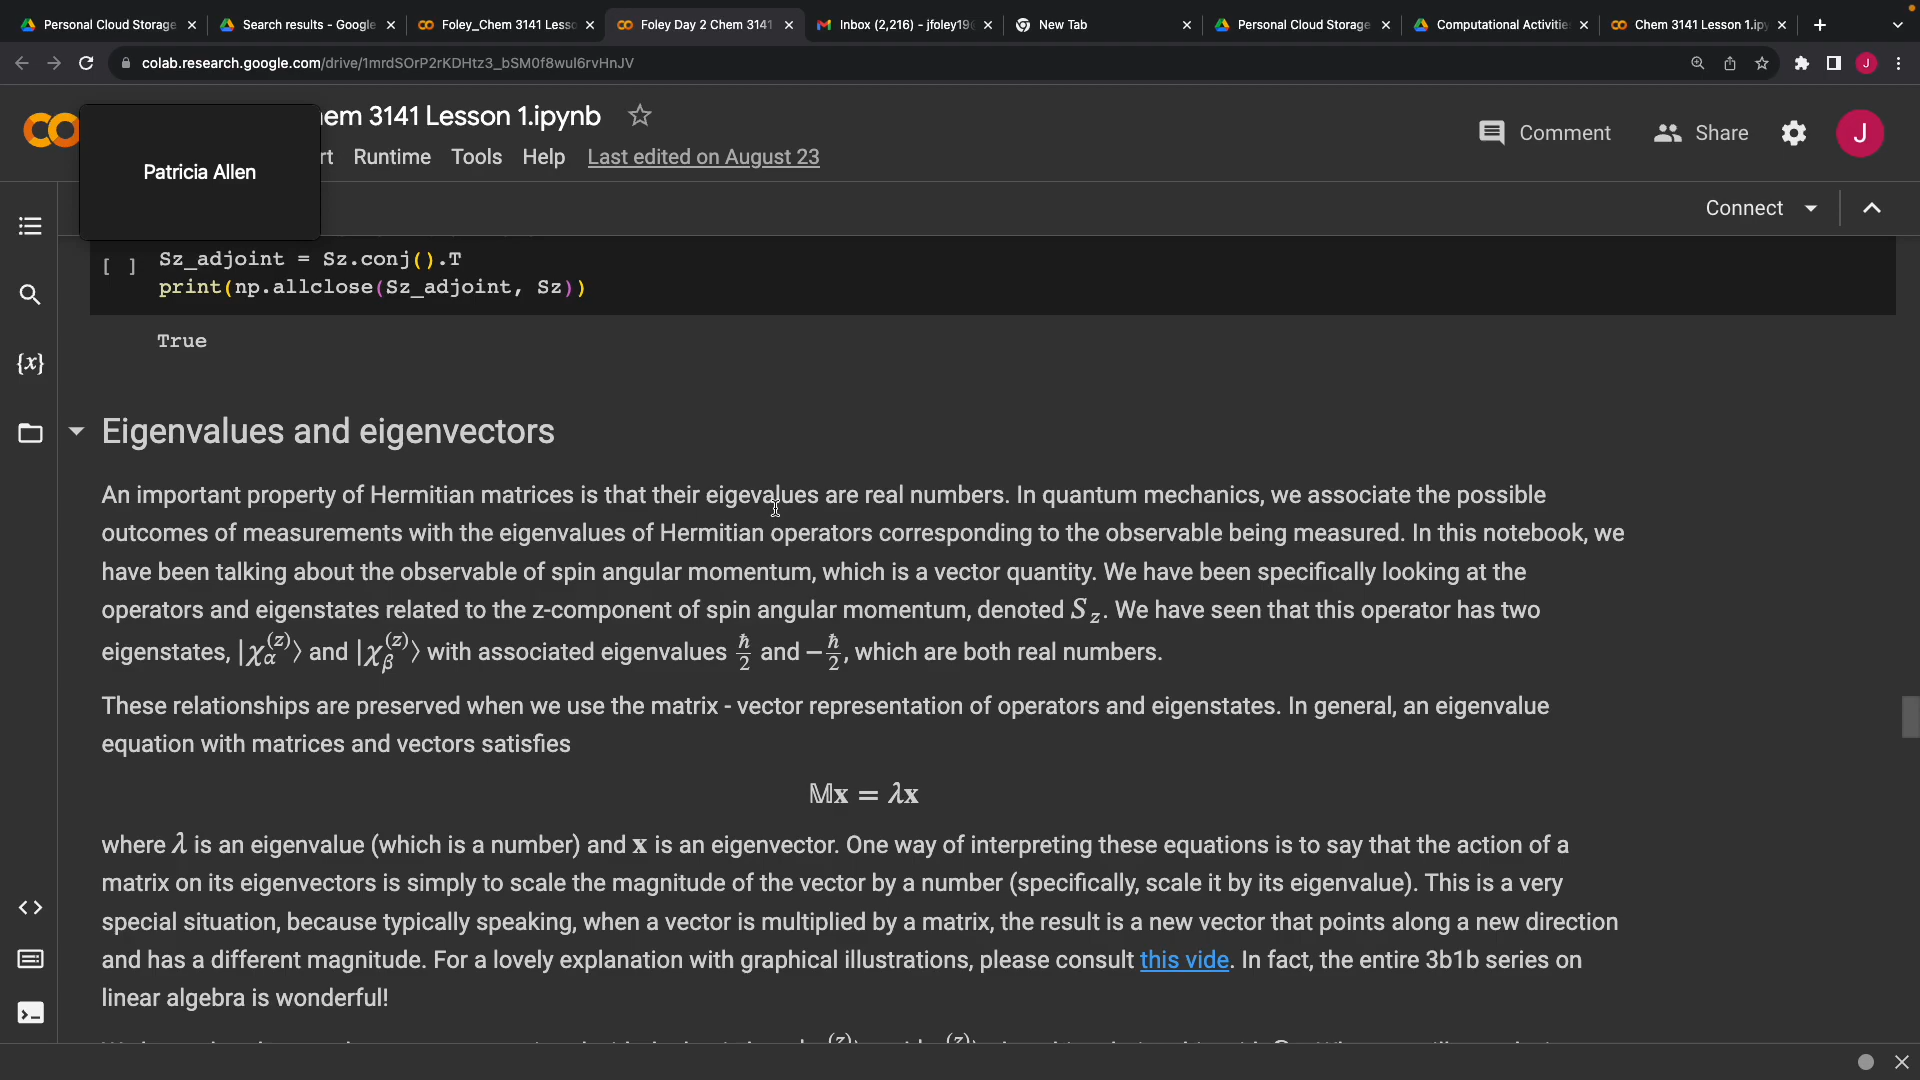 Personal Cloud Storage
Search results - Google
Foley_Chem 3141 Lesso
Foley Day 2 Chem 3141
Inbox (2,216) - jfoley19
New Tab
Personal Cloud Storage
Computational Activitie
Chem 3141 Lesson 1.ipy
colab.research.google.com/drive/1mrdSOrP2rKDHtz3_bSM0f8wul6rvHnJV
J
em 3141 Lesson 1.ipynb
Comment
Share
J
Patricia Allen
rt Runtime Tools Help Last edited on August 23
Connect
{x}
[ ] Sz_adjoint = Sz.conj().T
print(np.allclose(Sz_adjoint, Sz))
True
Eigenvalues and eigenvectors
An important property of Hermitian matrices is that their eigevalues are real numbers. In quantum mechanics, we associate the possible
outcomes of measurements with the eigenvalues of Hermitian operators corresponding to the observable being measured. In this notebook, we
have been talking about the observable of spin angular momentum, which is a vector quantity. We have been specifically looking at the
operators and eigenstates related to the z-component of spin angular momentum, denoted S_z. We have seen that this operator has two
eigenstates, |χ_α^(z)⟩ and |χ_β^(z)⟩ with associated eigenvalues ℏ/2 and −ℏ/2, which are both real numbers.
These relationships are preserved when we use the matrix - vector representation of operators and eigenstates. In general, an eigenvalue
equation with matrices and vectors satisfies
𝕄x = λx
where λ is an eigenvalue (which is a number) and x is an eigenvector. One way of interpreting these equations is to say that the action of a
matrix on its eigenvectors is simply to scale the magnitude of the vector by a number (specifically, scale it by its eigenvalue). This is a very
special situation, because typically speaking, when a vector is multiplied by a matrix, the result is a new vector that points along a new direction
and has a different magnitude. For a lovely explanation with graphical illustrations, please consult this vide. In fact, the entire 3b1b series on
linear algebra is wonderful!